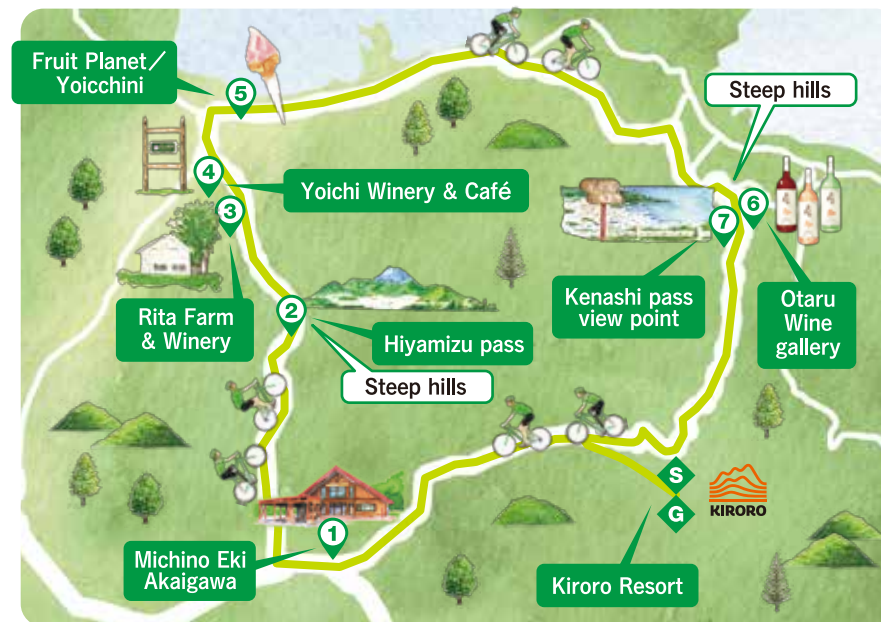 Fruit Planet／
Yoicchini
5
Steep hills
4
Yoichi Winery & Café
3
6
7
Rita Farm
& Winery
2
Hiyamizu pass
Steep hills
Kenashi pass
view point
Otaru
Wine
gallery
S
G
KIRORO
1
Michino Eki
Akaigawa
Kiroro Resort